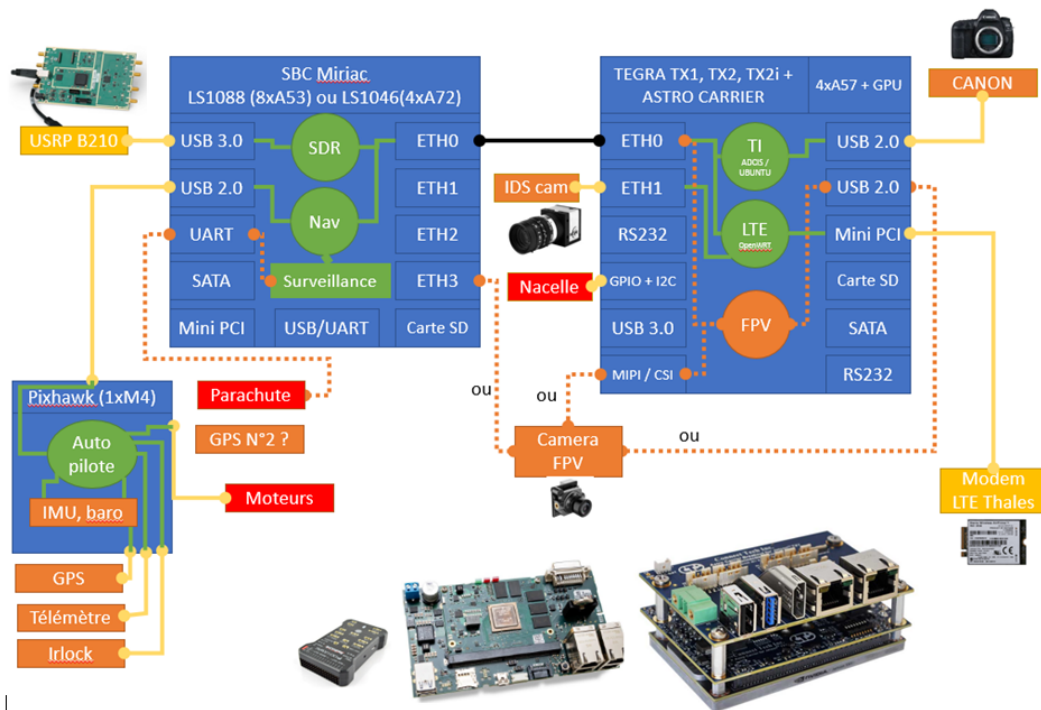 SBC Miriac
LS1088 (8xA53) ou LS1046(4xA72)
USRP B210
USB 3.0
SDR
ETH0
USB 2.0
Nav
ETH1
UART
ETH2
SATA
Surveillance
ETH3
Mini PCI
USB/UART
Carte SD
TEGRA TX1, TX2, TX2i +
ASTRO CARRIER
4xA57 + GPU
CANON
ETH0
TI
ADCIS /
UBUNTU
USB 2.0
IDS cam
ETH1
USB 2.0
RS232
LTE
OpenAIRT
Mini PCI
Nacelle
GPIO + I2C
Carte SD
USB 3.0
FPV
SATA
MIPI / CSI
RS232
ou
ou
ou
Camera
FPV
Modem
LTE Thales
Pixhawk (1xM4)
Auto
pilote
IMU, baro
Parachute
GPS N°2 ?
Moteurs
GPS
Télémètre
Irlock